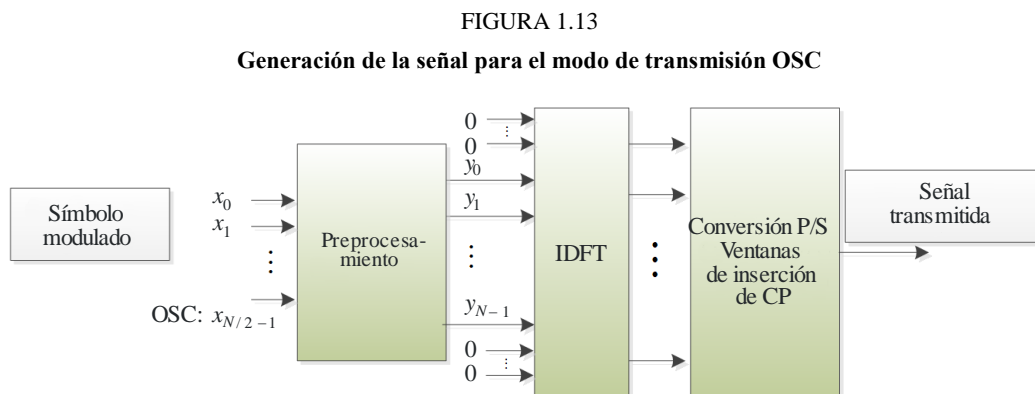 FIGURA 1.13
Generación de la señal para el modo de transmisión OSC
Símbolo
modulado
x0
x1
⋮
OSC: xN/2−1
Preprocesa-
miento
0
...
0
y0
y1
⋮
yN−1
0
...
0
IDFT
⋮
Conversión P/S
Ventanas
de inserción
de CP
Señal
transmitida